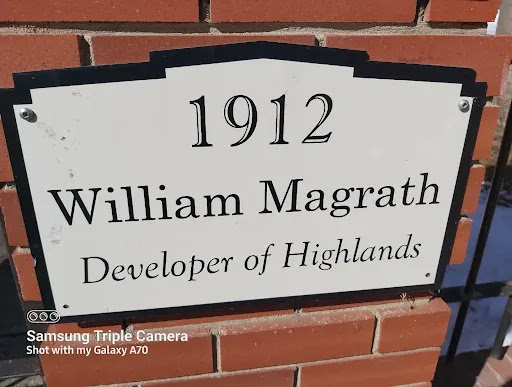 1912
William Magrath
Developer of Highlands
Samsung Triple Camera
Shot with my Galaxy A70